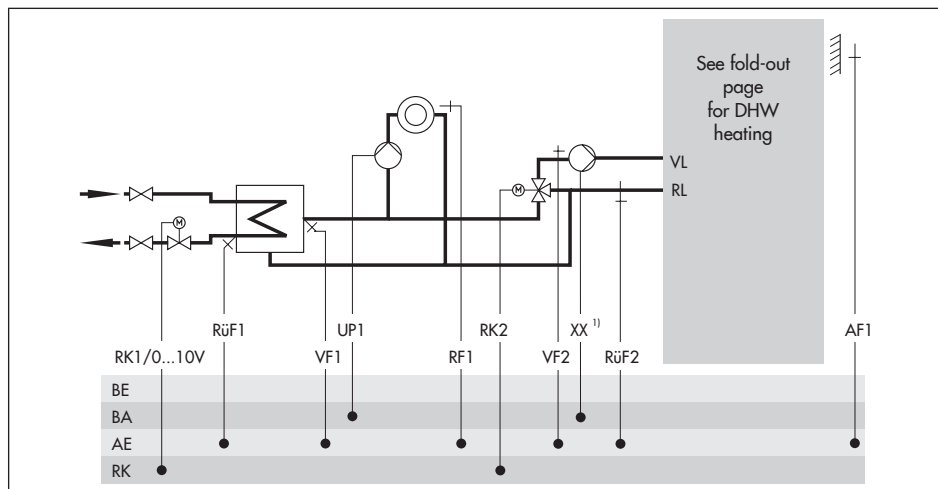 See fold-out
page
for DHW
heating
VL
RL
M
M
RüF1
UP1
RK2
XX 1)
AF1
RK1/0...10V
VF1
RF1
VF2
RüF2
BE
BA
AE
RK